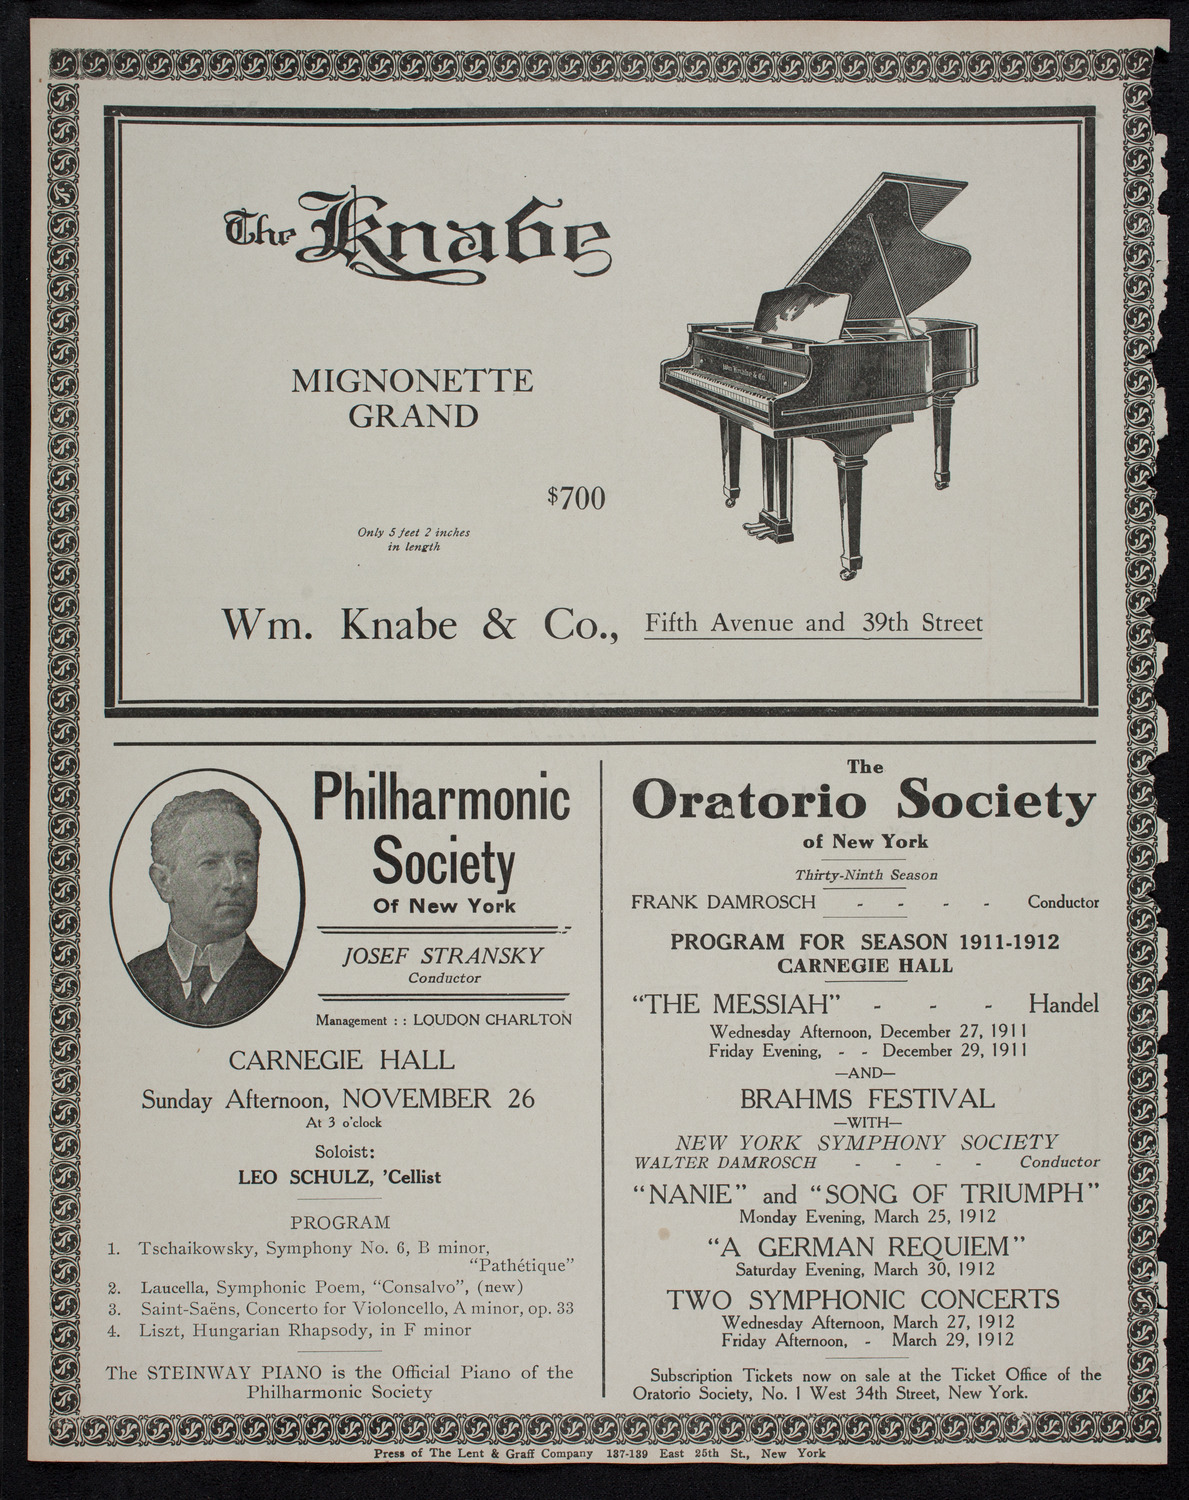 The Knabe
MIGNONETTE
GRAND
$700
Only 5 feet 2 inches
in length
Wm. Knabe & Co., Fifth Avenue and 39th Street
Wm Knabe & Co
Philharmonic
Society
Of New York
JOSEF STRANSKY
Conductor
Management : : LOUDON CHARLTON
CARNEGIE HALL
Sunday Afternoon, NOVEMBER 26
At 3 o'clock
Soloist:
LEO SCHULZ, 'Cellist
PROGRAM
1. Tschaikowsky, Symphony No. 6, B minor,
"Pathétique"
2. Laucella, Symphonic Poem, "Consalvo", (new)
3. Saint-Saëns, Concerto for Violoncello, A minor, op. 33
4. Liszt, Hungarian Rhapsody, in F minor
The STEINWAY PIANO is the Official Piano of the
Philharmonic Society
The
Oratorio Society
of New York
Thirty-Ninth Season
FRANK DAMROSCH - - - - Conductor
PROGRAM FOR SEASON 1911-1912
CARNEGIE HALL
"THE MESSIAH" - - - Handel
Wednesday Afternoon, December 27, 1911
Friday Evening, - - December 29, 1911
—AND—
BRAHMS FESTIVAL
—WITH—
NEW YORK SYMPHONY SOCIETY
WALTER DAMROSCH - - - - Conductor
"NANIE" and "SONG OF TRIUMPH"
Monday Evening, March 25, 1912
"A GERMAN REQUIEM"
Saturday Evening, March 30, 1912
TWO SYMPHONIC CONCERTS
Wednesday Afternoon, March 27, 1912
Friday Afternoon, - March 29, 1912
Subscription Tickets now on sale at the Ticket Office of the
Oratorio Society, No. 1 West 34th Street, New York.
Press of The Lent & Graff Company 137-139 East 25th St., New York